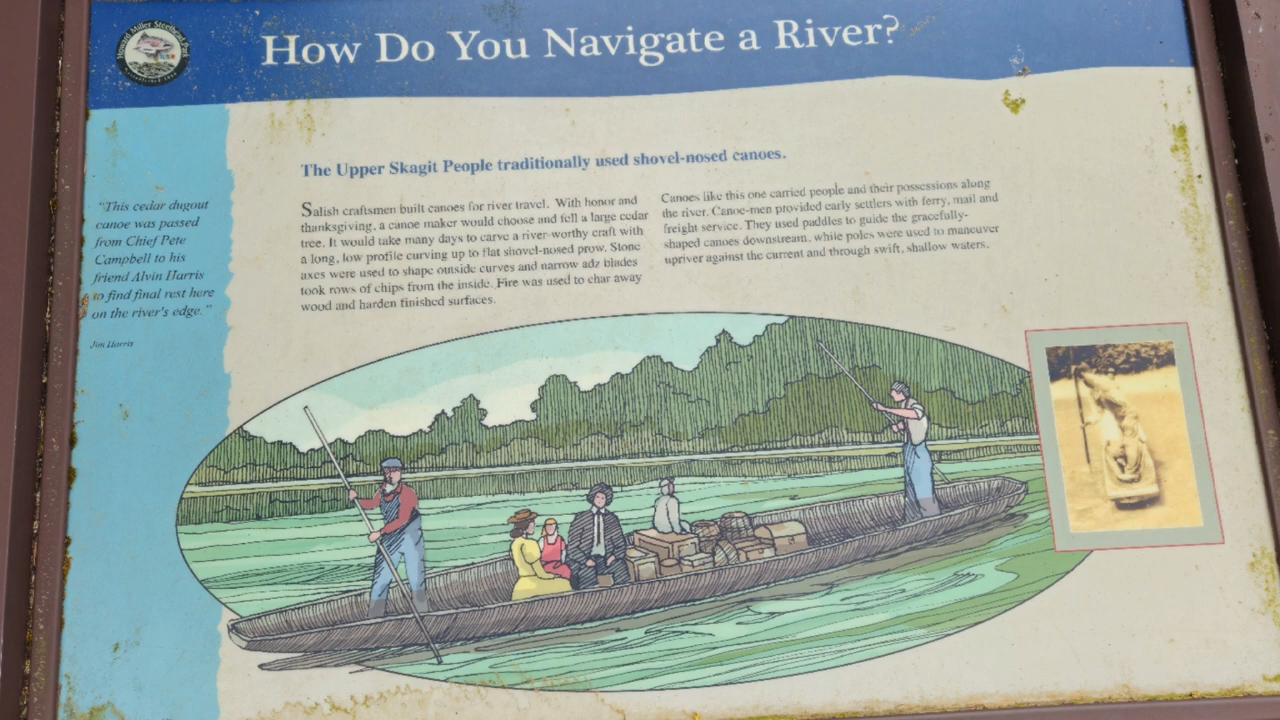 Howard Miller Steelhead Park
How Do You Navigate a River?
The Upper Skagit People traditionally used shovel-nosed canoes.
"This cedar dugout
canoe was passed
from Chief Pete
Campbell to his
friend Alvin Harris
to find final rest here
on the river's edge."
Jim Harris
Salish craftsmen built canoes for river travel. With honor and
thanksgiving, a canoe maker would choose and fell a large cedar
tree. It would take many days to carve a river-worthy craft with
a long, low profile curving up to flat shovel-nosed prow. Stone
axes were used to shape outside curves and narrow adz blades
took rows of chips from the inside. Fire was used to char away
wood and harden finished surfaces.
Canoes like this one carried people and their possessions along
the river. Canoe-men provided early settlers with ferry, mail and
freight service. They used paddles to guide the gracefully-
shaped canoes downstream, while poles were used to maneuver
upriver against the current and through swift, shallow waters.